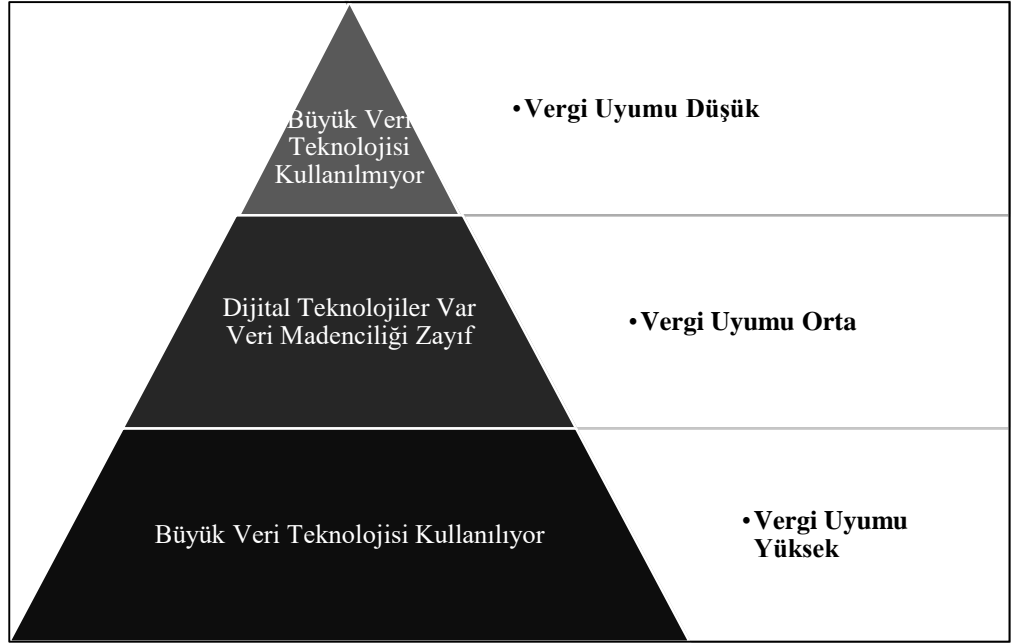 Büyük Veri
Teknolojisi
Kullanılmıyor
•Vergi Uyumu Düşük
Dijital Teknolojiler Var
Veri Madenciliği Zayıf
•Vergi Uyumu Orta
Büyük Veri Teknolojisi Kullanılıyor
•Vergi Uyumu
Yüksek